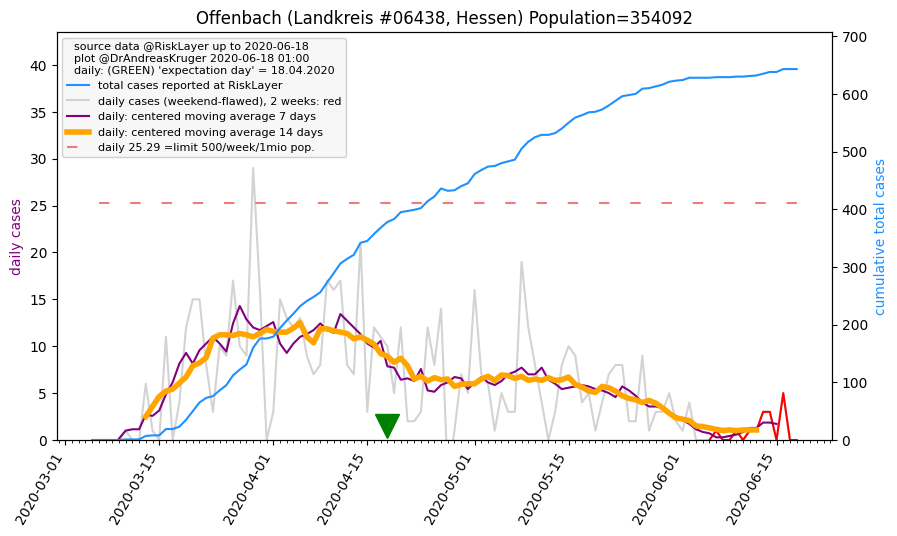 Offenbach (Landkreis #06438, Hessen) Population=354092
source data @RiskLayer up to 2020-06-18
plot @DrAndreasKruger 2020-06-18 01:00
daily: (GREEN) 'expectation day' = 18.04.2020
total cases reported at RiskLayer
daily cases (weekend-flawed), 2 weeks: red
daily: centered moving average 7 days
daily: centered moving average 14 days
daily 25.29 =limit 500/week/1mio pop.
daily cases
40
35
30
25
20
15
10
5
0
700
600
500
400
300
200
100
0
cumulative total cases
2020-03-01
2020-03-15
2020-04-01
2020-04-15
2020-05-01
2020-05-15
2020-06-01
2020-06-15